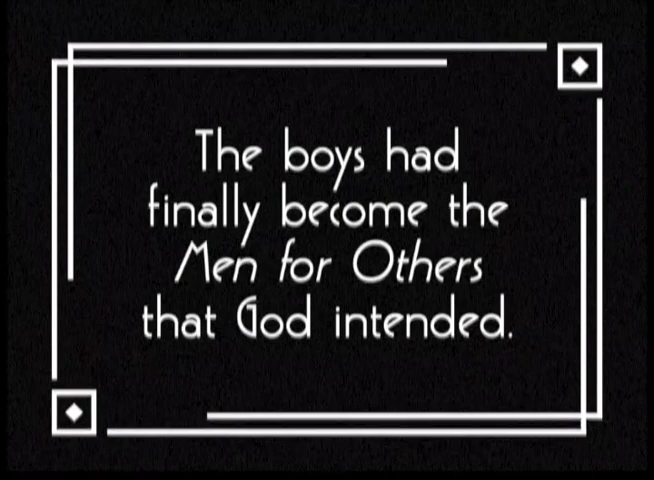 The boys had
finally become the
Men for Others
that God intended.